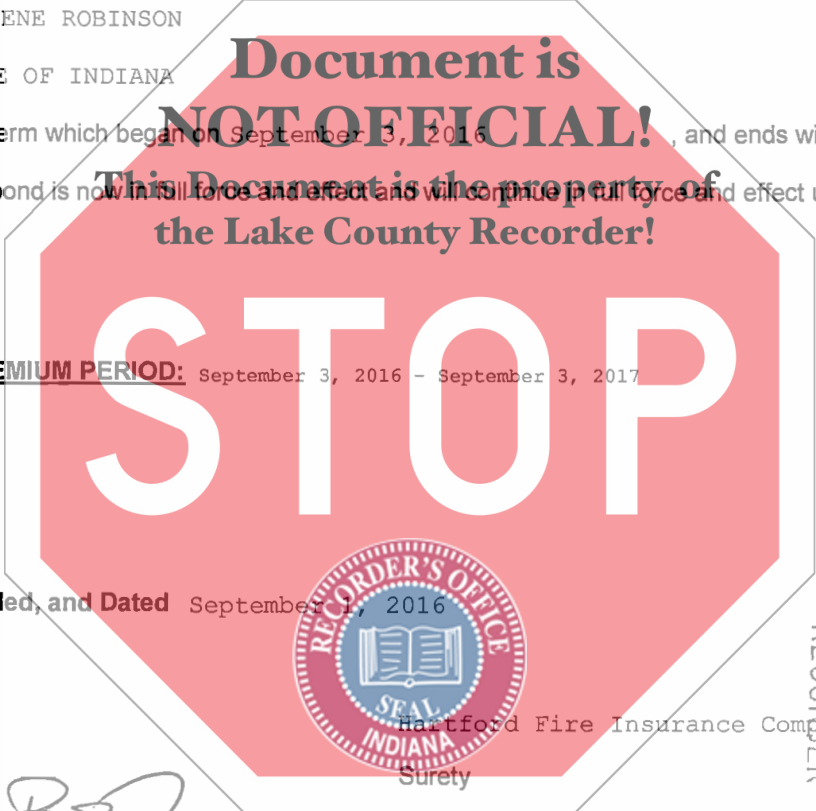 ENE ROBINSON
Document is
E OF INDIANA
NOT OFFICIAL!
erm which began on September 3, 2016 , and ends wi
This Document is the property of
ond is now in full force and effect and will continue in full force and effect u
the Lake County Recorder!
STOP
EMIUM PERIOD: September 3, 2016 - September 3, 2017
led, and Dated September 1, 2016
RECORDER'S OFFICE
SEAL
INDIANA
Hartford Fire Insurance Comp
Surety